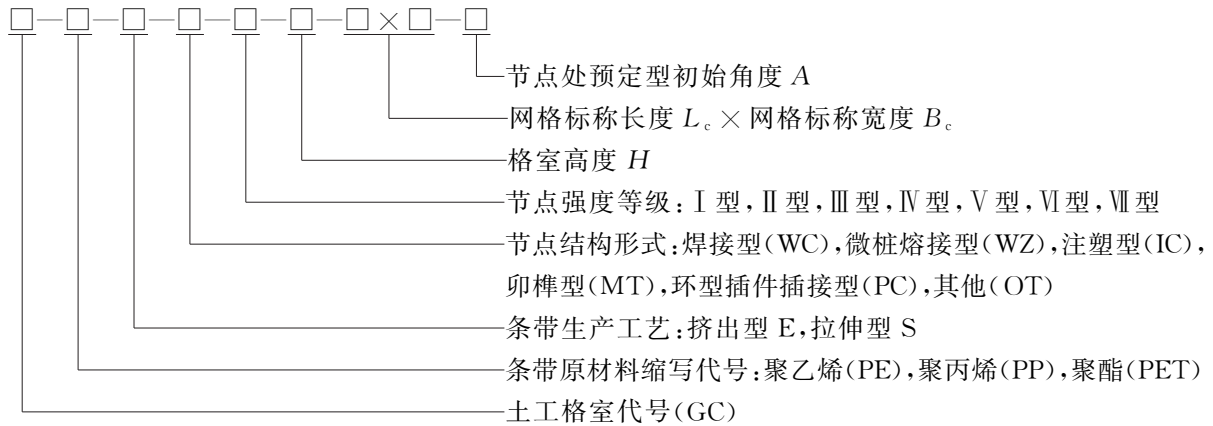 □—□—□—□—□—□—□×□—□
节点处预定型初始角度 A
网格标称长度 Lc × 网格标称宽度 Bc
格室高度 H
节点强度等级:Ⅰ型,Ⅱ型,Ⅲ型,Ⅳ型,Ⅴ型,Ⅵ型,Ⅶ型
节点结构形式:焊接型(WC),微桩熔接型(WZ),注塑型(IC),
卯榫型(MT),环型插件插接型(PC),其他(OT)
条带生产工艺:挤出型 E,拉伸型 S
条带原材料缩写代号:聚乙烯(PE),聚丙烯(PP),聚酯(PET)
土工格室代号(GC)